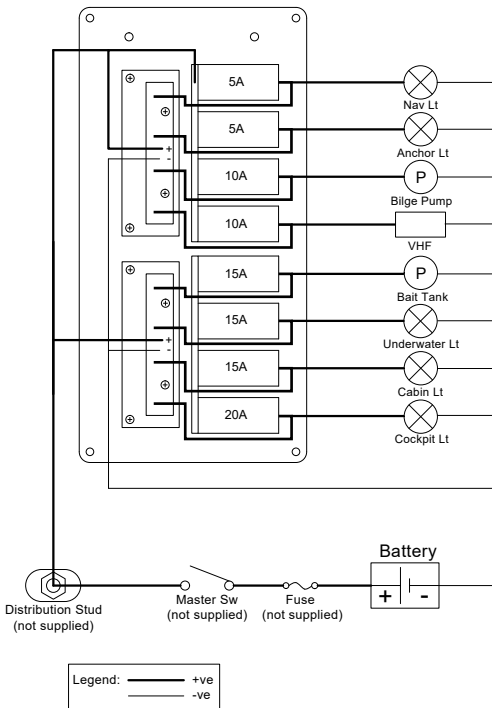 5A
Nav Lt
5A
Anchor Lt
+
-
10A
P
Bilge Pump
10A
VHF
15A
P
Bait Tank
15A
Underwater Lt
+
-
15A
Cabin Lt
20A
Cockpit Lt
Battery
+ -
Distribution Stud
(not supplied)
Master Sw
(not supplied)
Fuse
(not supplied)
Legend: +ve
-ve